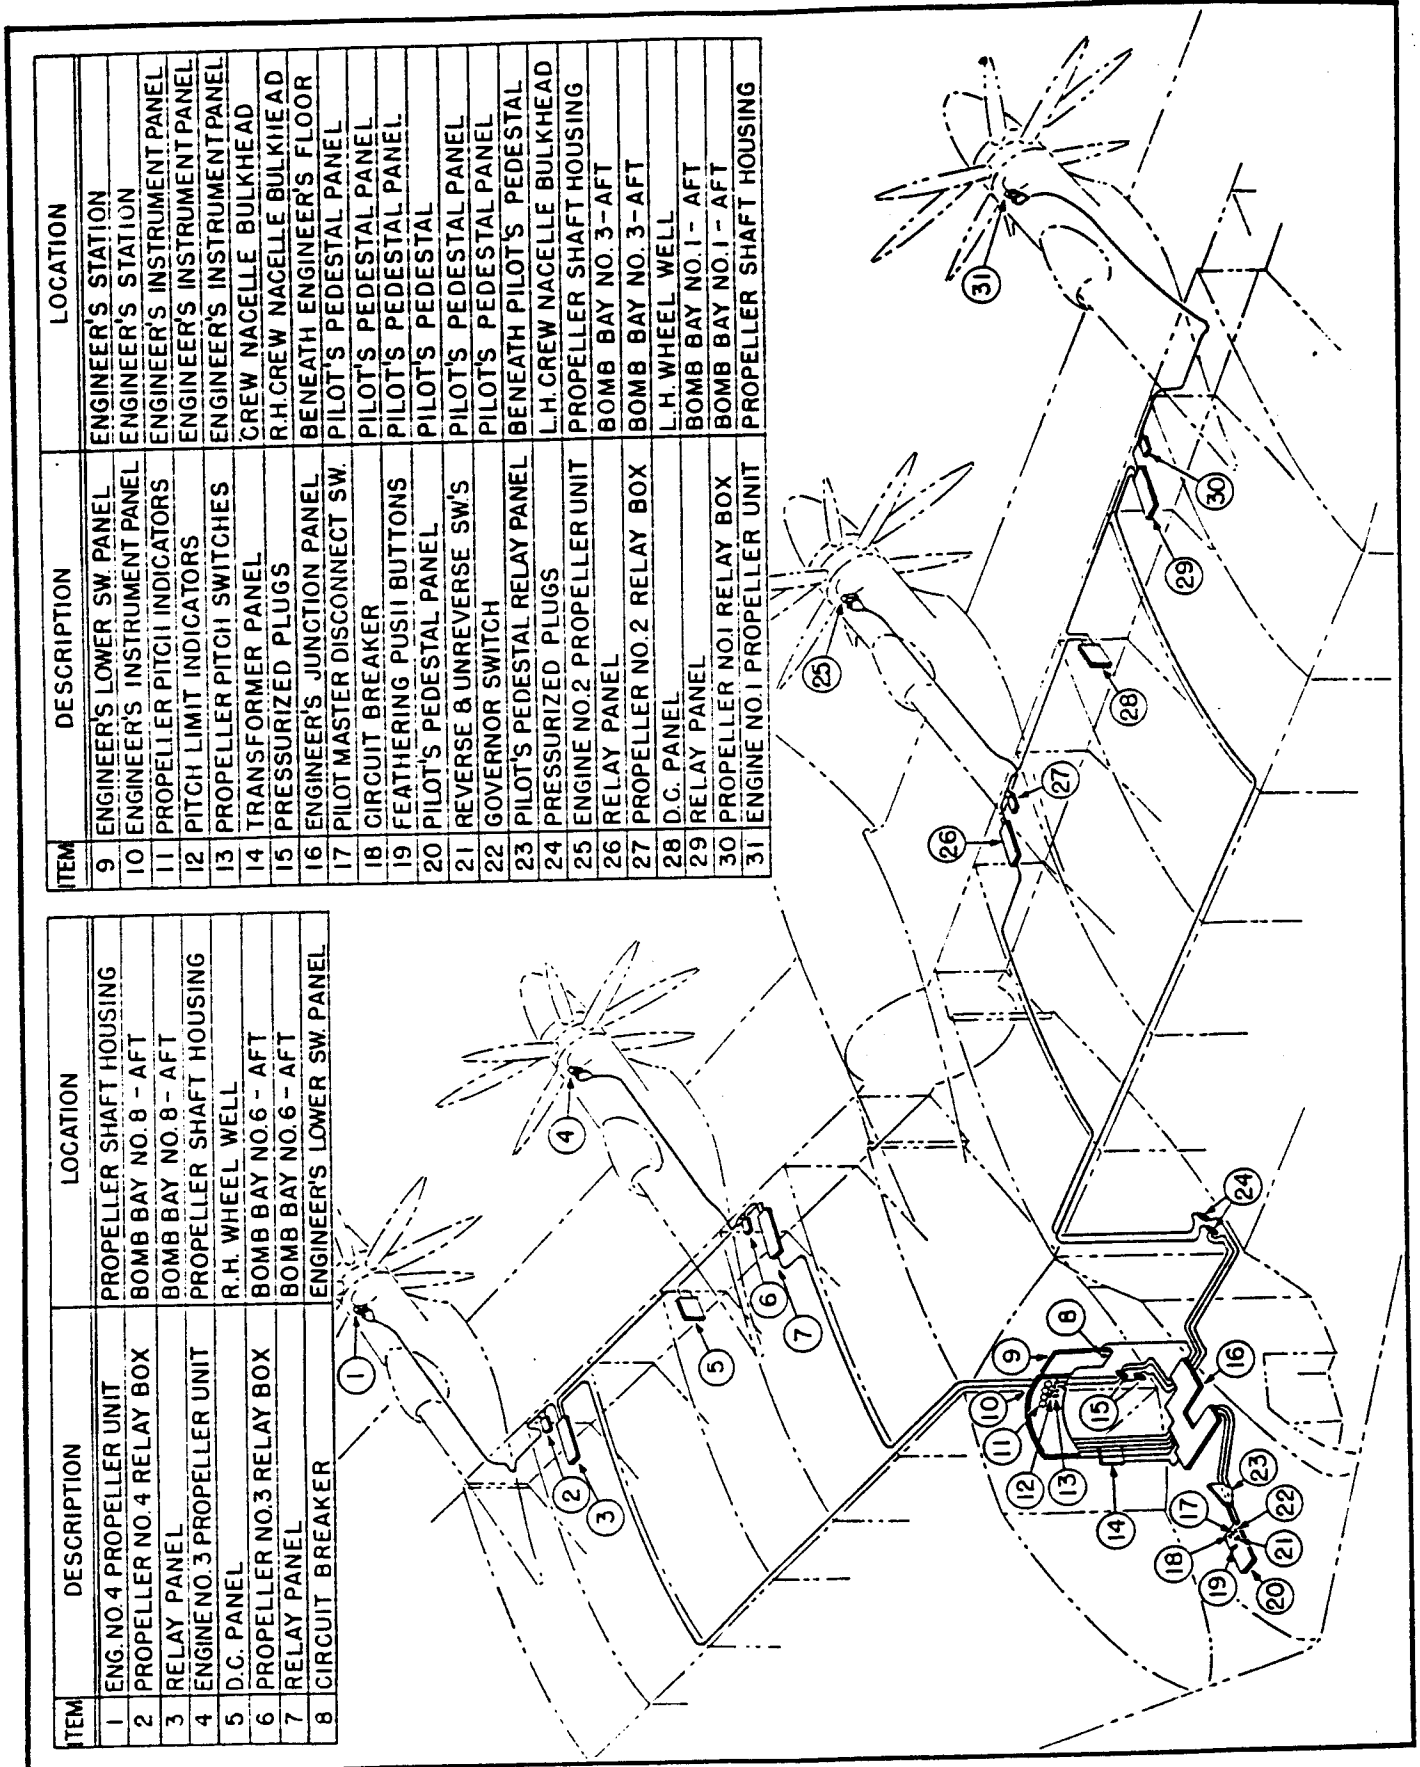 ITEM DESCRIPTION LOCATION
1 ENG. NO. 4 PROPELLER UNIT PROPELLER SHAFT HOUSING
2 PROPELLER NO. 4 RELAY BOX BOMB BAY NO. 8 - AFT
3 RELAY PANEL BOMB BAY NO. 8 - AFT
4 ENGINE NO. 3 PROPELLER UNIT PROPELLER SHAFT HOUSING
5 D.C. PANEL R.H. WHEEL WELL
6 PROPELLER NO. 3 RELAY BOX BOMB BAY NO. 6 - AFT
7 RELAY PANEL BOMB BAY NO. 6 - AFT
8 CIRCUIT BREAKER ENGINEER'S LOWER SW. PANEL
ITEM DESCRIPTION LOCATION
9 ENGINEER'S LOWER SW. PANEL ENGINEER'S STATION
10 ENGINEER'S INSTRUMENT PANEL ENGINEER'S STATION
11 PROPELLER PITCH INDICATORS ENGINEER'S INSTRUMENT PANEL
12 PITCH LIMIT INDICATORS ENGINEER'S INSTRUMENT PANEL
13 PROPELLER PITCH SWITCHES ENGINEER'S INSTRUMENT PANEL
14 TRANSFORMER PANEL CREW NACELLE BULKHEAD
15 PRESSURIZED PLUGS R.H. CREW NACELLE BULKHEAD
16 ENGINEER'S JUNCTION PANEL BENEATH ENGINEER'S FLOOR
17 PILOT MASTER DISCONNECT SW. PILOT'S PEDESTAL PANEL
18 CIRCUIT BREAKER PILOT'S PEDESTAL PANEL
19 FEATHERING PUSH BUTTONS PILOT'S PEDESTAL PANEL
20 PILOT'S PEDESTAL PANEL PILOT'S PEDESTAL
21 REVERSE & UNREVERSE SW.'S PILOT'S PEDESTAL PANEL
22 GOVERNOR SWITCH PILOT'S PEDESTAL PANEL
23 PILOT'S PEDESTAL RELAY PANEL BENEATH PILOT'S PEDESTAL
24 PRESSURIZED PLUGS L.H. CREW NACELLE BULKHEAD
25 ENGINE NO. 2 PROPELLER UNIT PROPELLER SHAFT HOUSING
26 RELAY PANEL BOMB BAY NO. 3 - AFT
27 PROPELLER NO. 2 RELAY BOX BOMB BAY NO. 3 - AFT
28 D.C. PANEL L.H. WHEEL WELL
29 RELAY PANEL BOMB BAY NO. 1 - AFT
30 PROPELLER NO. 1 RELAY BOX BOMB BAY NO. 1 - AFT
31 ENGINE NO. 1 PROPELLER UNIT PROPELLER SHAFT HOUSING
1
2
3
4
5
6
7
8
9
10
11
12
13
14
15
16
17
18
19
20
21
22
23
24
25
26
27
28
29
30
31